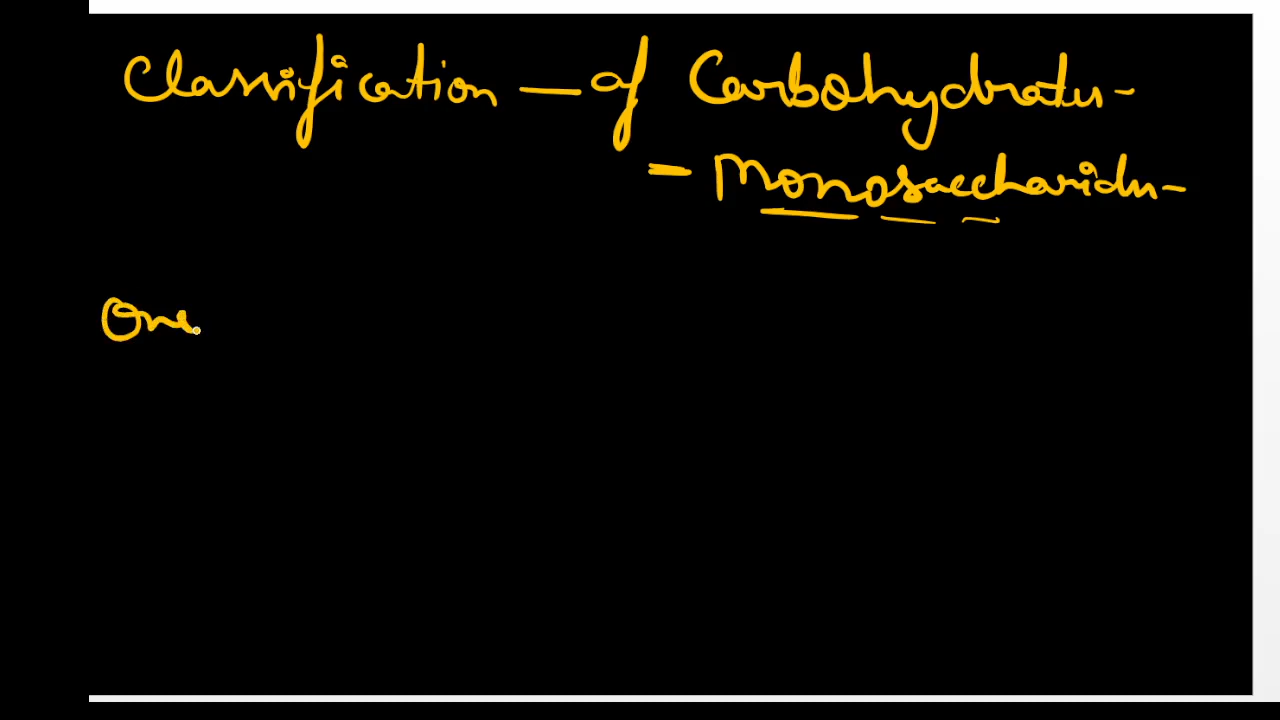 Classification — of Carbohydrates -
- Monosaccharides -
One